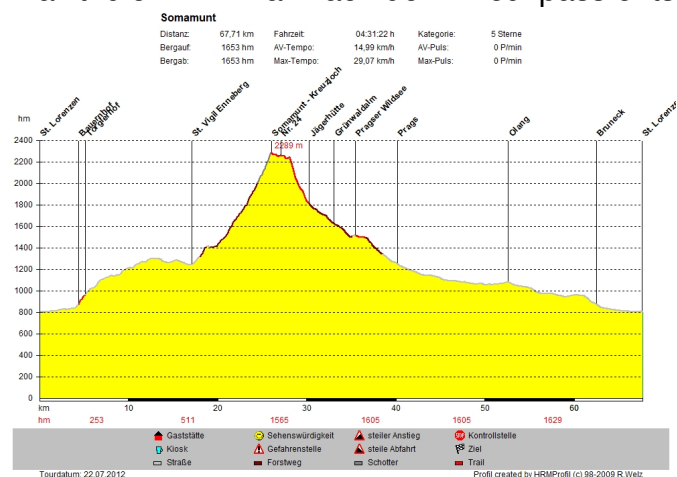 Somamunt
Distanz: 67,71 km Fahrzeit: 04:31:22 h Kategorie: 5 Sterne
Bergauf: 1653 hm AV-Tempo: 14,99 km/h AV-Puls: 0 P/min
Bergab: 1653 hm Max-Tempo: 29,07 km/h Max-Puls: 0 P/min
hm
St. Lorenzen
Bauernhof
Törglerhof
St. Vigil Enneberg
Somamunt - Kreuzjoch
Nr. 24
Jägerhütte
Grünwaldalm
Pragser Wildsee
Prags
Olang
Bruneck
St. Lorenzen
2289 m
2400
2200
2000
1800
1600
1400
1200
1000
800
600
400
200
0
km 10 20 30 40 50 60
hm 253 511 1565 1605 1605 1629
Gaststätte Sehenswürdigkeit steiler Anstieg Kontrollstelle
Kiosk Gefahrenstelle steile Abfahrt Ziel
Straße Forstweg Schotter Trail
Tourdatum: 22.07.2012 Profil created by HRMProfil (c) 98-2009 R.Welz